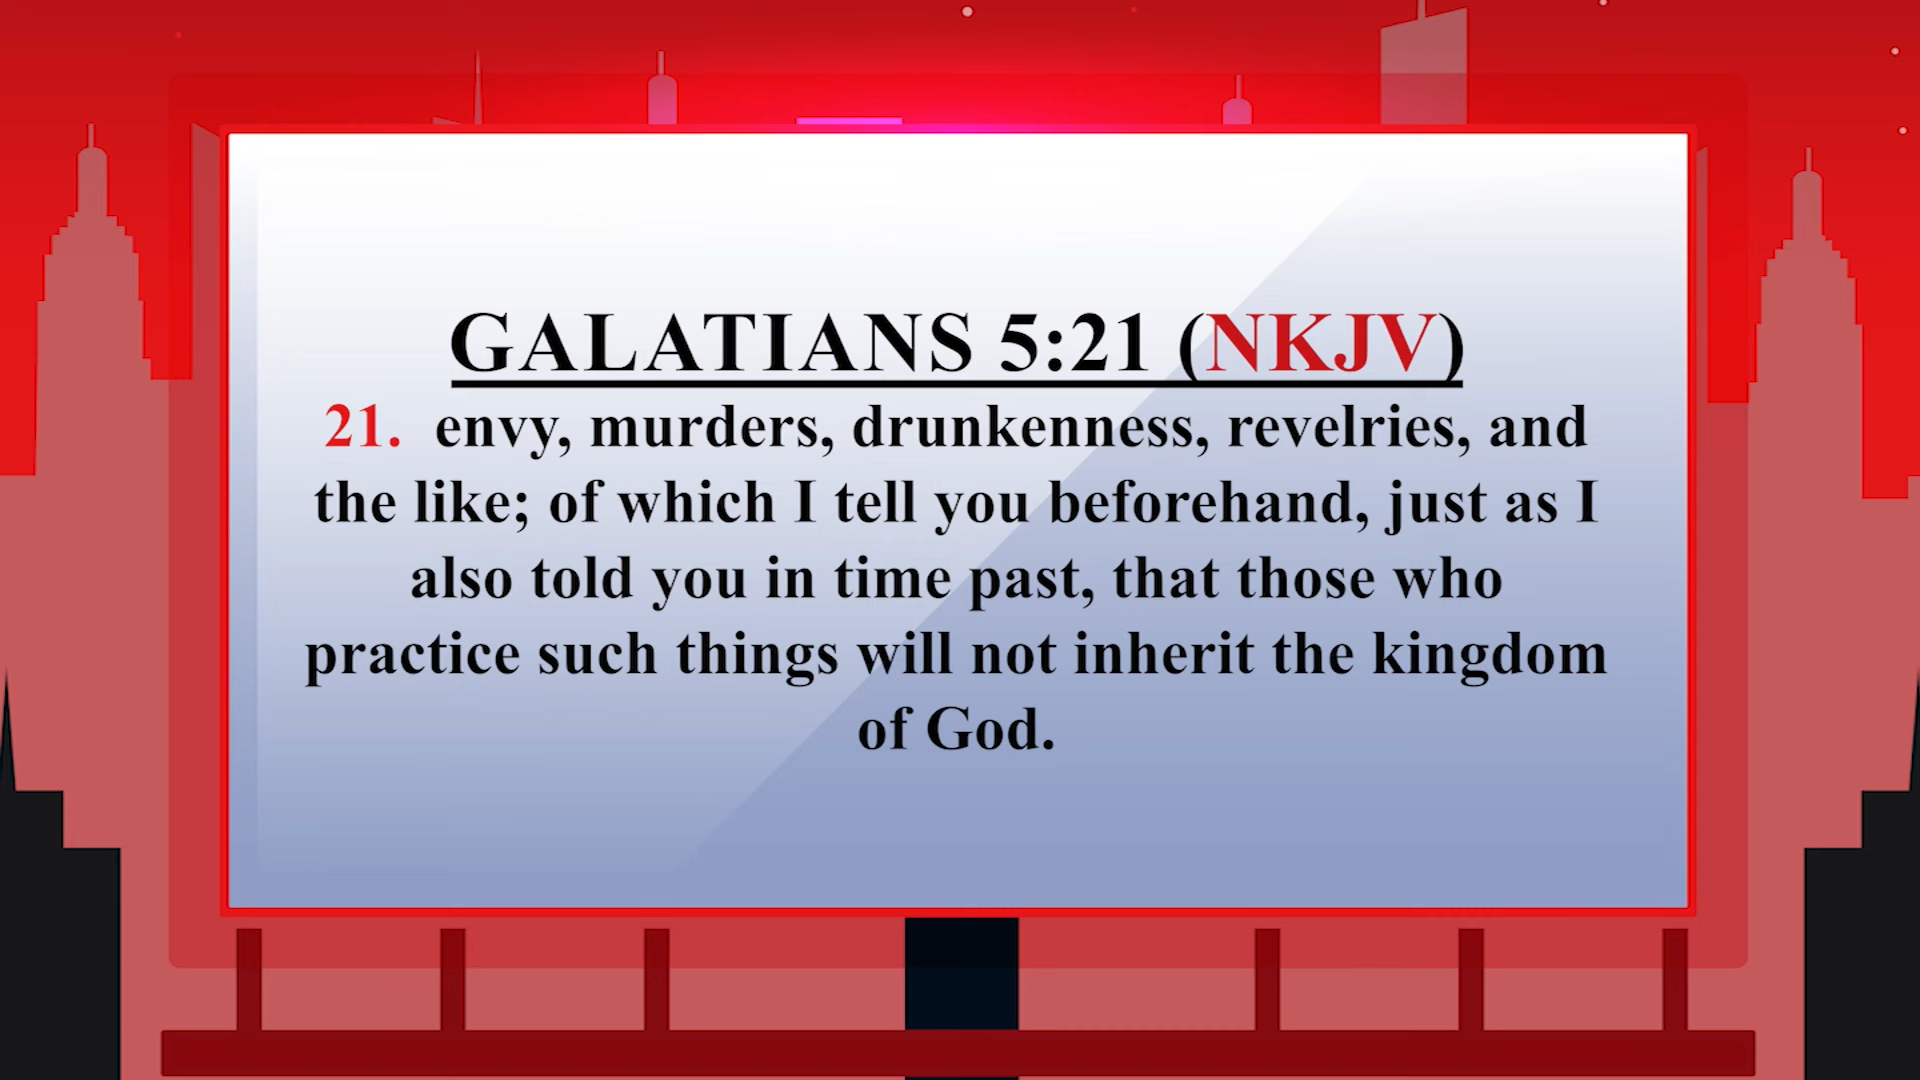 GALATIANS 5:21 (NKJV)
21. envy, murders, drunkenness, revelries, and
the like; of which I tell you beforehand, just as I
also told you in time past, that those who
practice such things will not inherit the kingdom
of God.